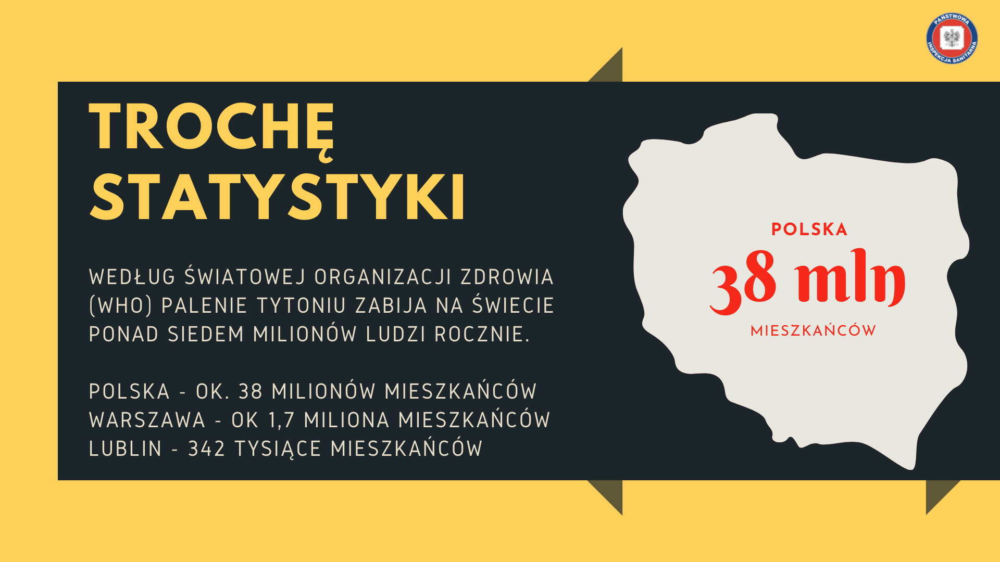 PAŃSTWOWA
INSPEKCJA SANITARNA
TROCHĘ
STATYSTYKI
WEDŁUG ŚWIATOWEJ ORGANIZACJI ZDROWIA
(WHO) PALENIE TYTONIU ZABIJA NA ŚWIECIE
PONAD SIEDEM MILIONÓW LUDZI ROCZNIE.
POLSKA - OK. 38 MILIONÓW MIESZKAŃCÓW
WARSZAWA - OK 1,7 MILIONA MIESZKAŃCÓW
LUBLIN - 342 TYSIĄCE MIESZKAŃCÓW
POLSKA
38 mln
MIESZKAŃCÓW